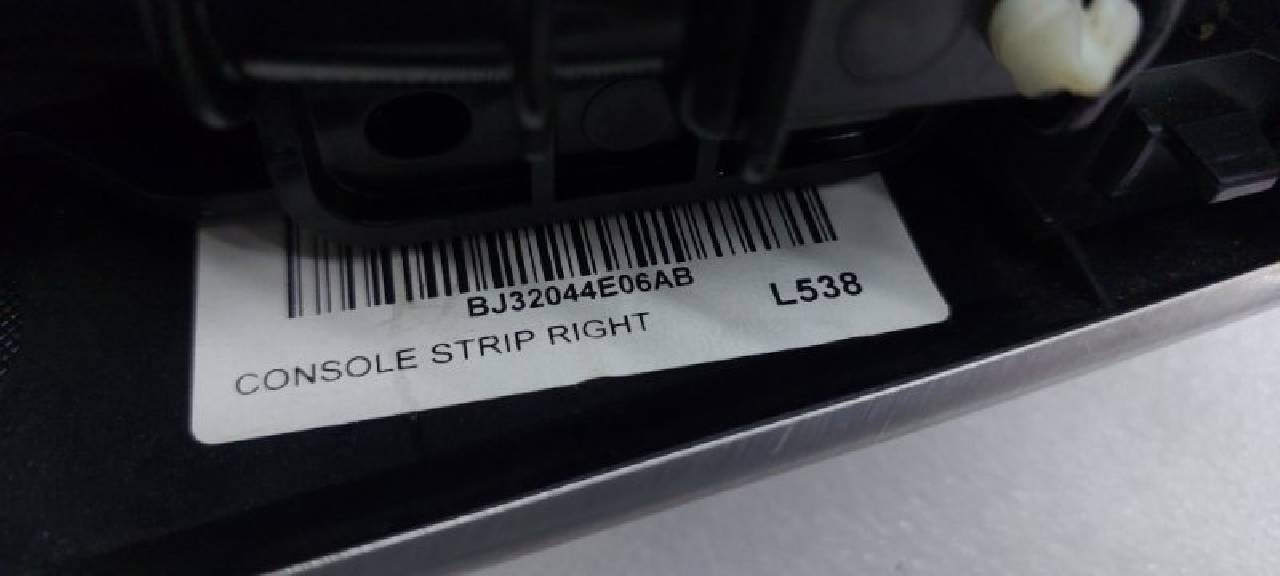 BJ32044E06AB
L538
CONSOLE STRIP RIGHT